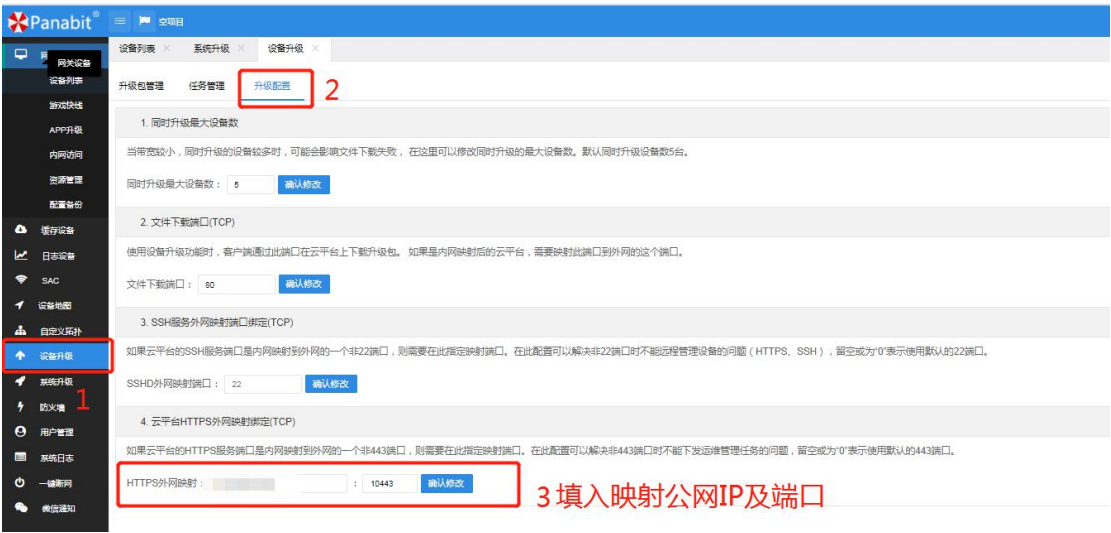 Panabit®
空项目
网关设备
设备列表
游戏快线
APP升级
内网访问
资源管理
配置备份
缓存设备
日志设备
SAC
设备地图
自定义拓扑
设备升级
系统升级
防火墙
用户管理
系统日志
一键断网
微信通知
1
设备列表 × 系统升级 × 设备升级 ×
升级包管理 任务管理 升级配置 2
1. 同时升级最大设备数
当带宽较小，同时升级的设备较多时，可能会影响文件下载失败， 在这里可以修改同时升级的最大设备数。默认同时升级设备数5台。
同时升级最大设备数： 5 确认修改
2. 文件下载端口(TCP)
使用设备升级功能时，客户端通过此端口在云平台上下载升级包。 如果是内网映射后的云平台，需要映射此端口到外网的这个端口。
文件下载端口： 80 确认修改
3. SSH服务外网映射端口绑定(TCP)
如果云平台的SSH服务端口是内网映射到外网的一个非22端口，则需要在此指定映射端口。在此配置可以解决非22端口时不能远程管理设备的问题（HTTPS、SSH），留空或为"0"表示使用默认的22端口。
SSHD外网映射端口： 22 确认修改
4. 云平台HTTPS外网映射绑定(TCP)
如果云平台的HTTPS服务端口是内网映射到外网的一个非443端口，则需要在此指定映射端口。在此配置可以解决非443端口时不能下发运维管理任务的问题，留空或为"0"表示使用默认的443端口。
HTTPS外网映射： : 10443 确认修改
3填入映射公网IP及端口